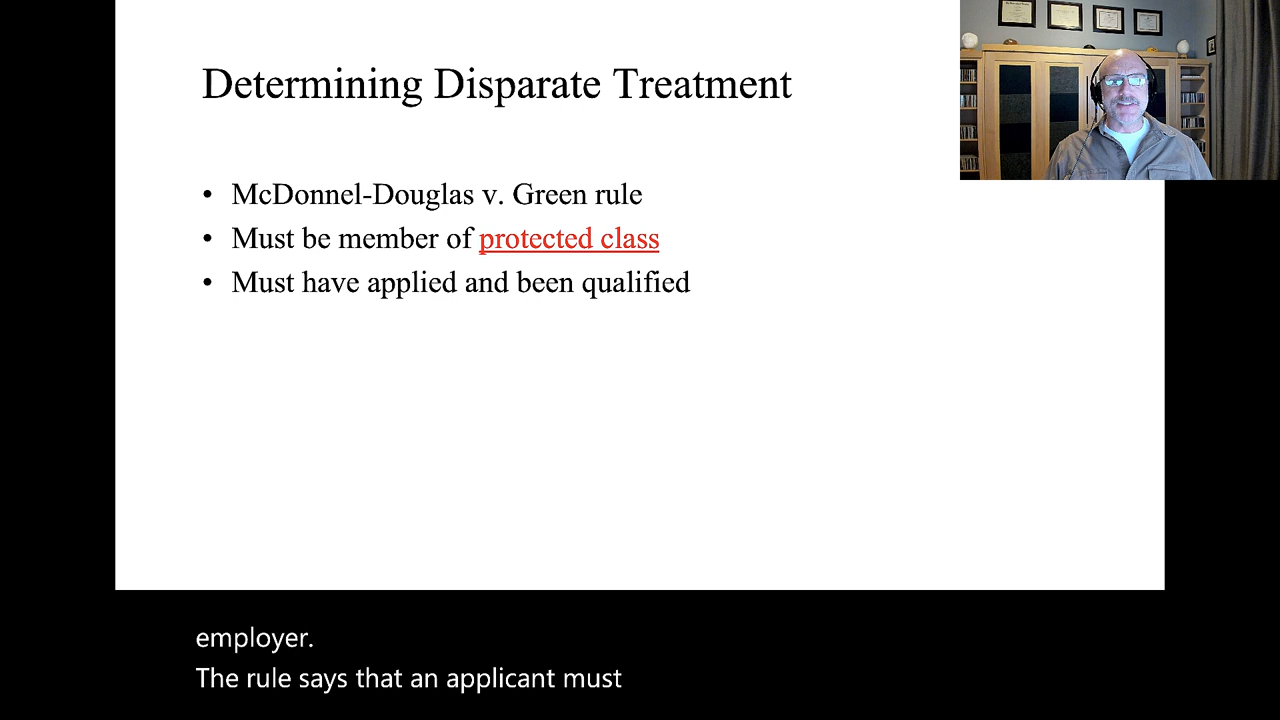 Determining Disparate Treatment
• McDonnel-Douglas v. Green rule
• Must be member of protected class
• Must have applied and been qualified
employer.
The rule says that an applicant must